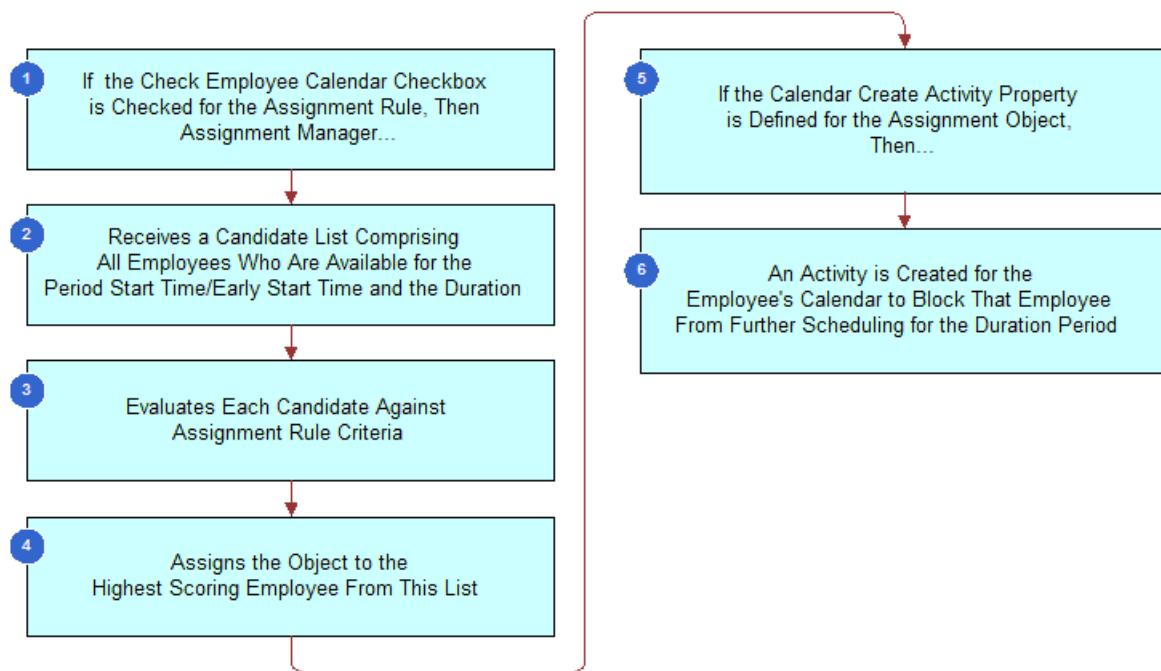 1
If the Check Employee Calendar Checkbox
is Checked for the Assignment Rule, Then
Assignment Manager...
2
Receives a Candidate List Comprising
All Employees Who Are Available for the
Period Start Time/Early Start Time and the Duration
3
Evaluates Each Candidate Against
Assignment Rule Criteria
4
Assigns the Object to the
Highest Scoring Employee From This List
5
If the Calendar Create Activity Property
is Defined for the Assignment Object,
Then...
6
An Activity is Created for the
Employee's Calendar to Block That Employee
From Further Scheduling for the Duration Period